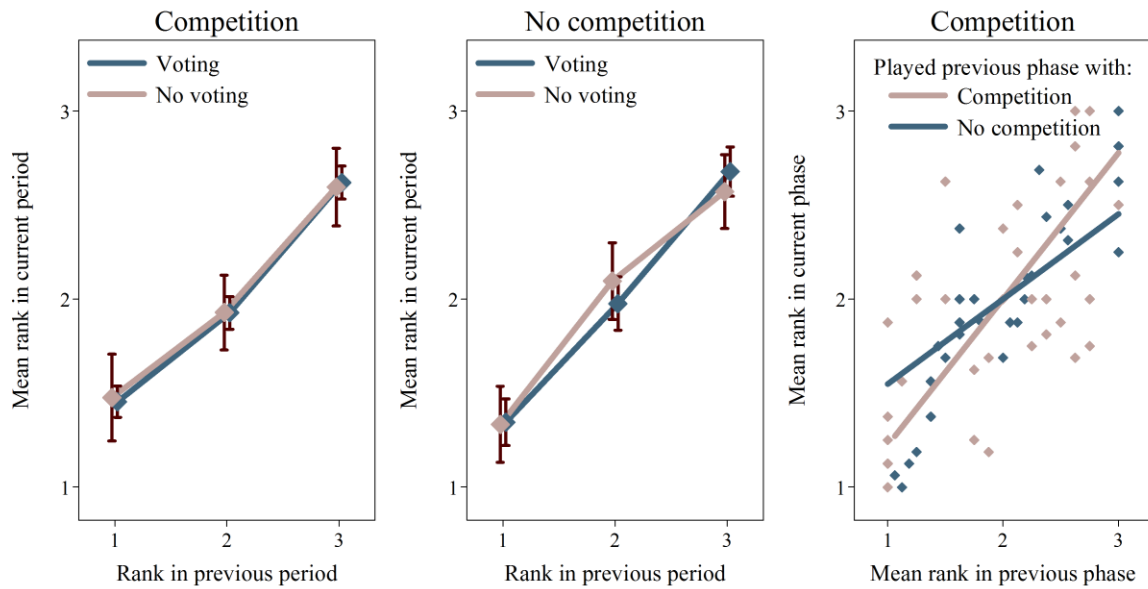 Competition
Voting
No voting
3
2
1
Mean rank in current period
1 2 3
Rank in previous period
No competition
Voting
No voting
3
2
1
Mean rank in current period
1 2 3
Rank in previous period
Competition
Played previous phase with:
Competition
No competition
3
2
1
Mean rank in current phase
1 2 3
Mean rank in previous phase